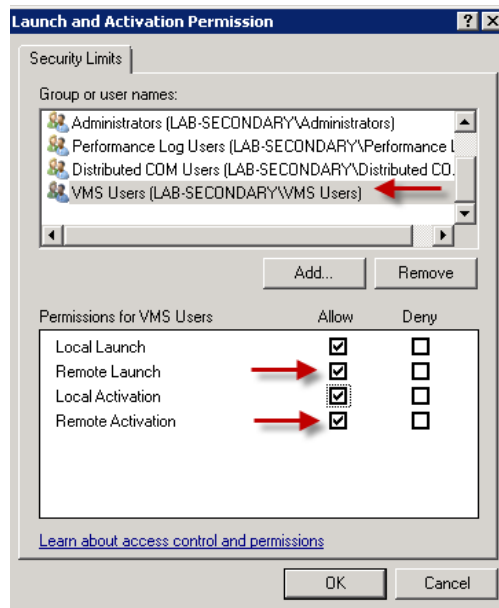 Launch and Activation Permission
Security Limits
Group or user names:
Administrators (LAB-SECONDARY\Administrators)
Performance Log Users (LAB-SECONDARY\Performance L
Distributed COM Users (LAB-SECONDARY\Distributed CO.
VMS Users (LAB-SECONDARY\VMS Users)
Add... Remove
Permissions for VMS Users Allow Deny
Local Launch
Remote Launch
Local Activation
Remote Activation
Learn about access control and permissions
OK Cancel